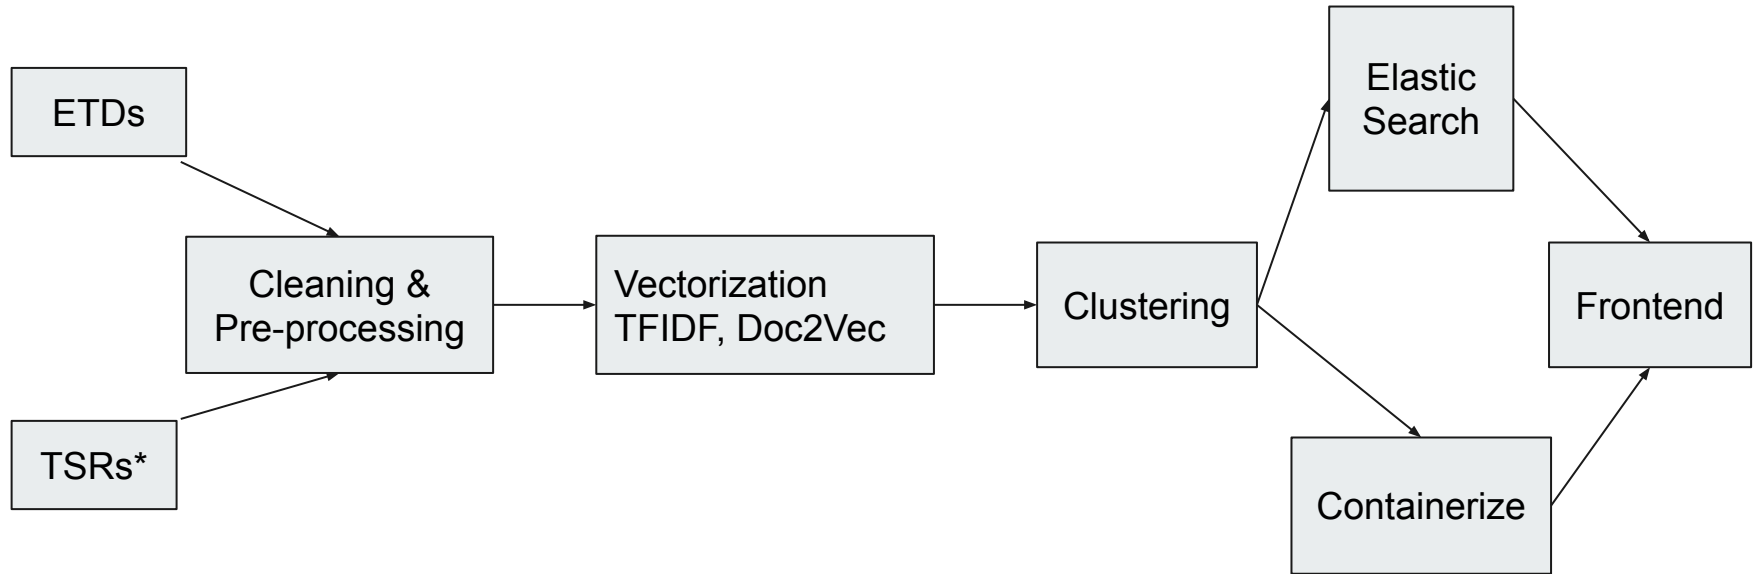 ETDs
TSRs*
Cleaning &
Pre-processing
Vectorization
TFIDF, Doc2Vec
Clustering
Elastic
Search
Containerize
Frontend